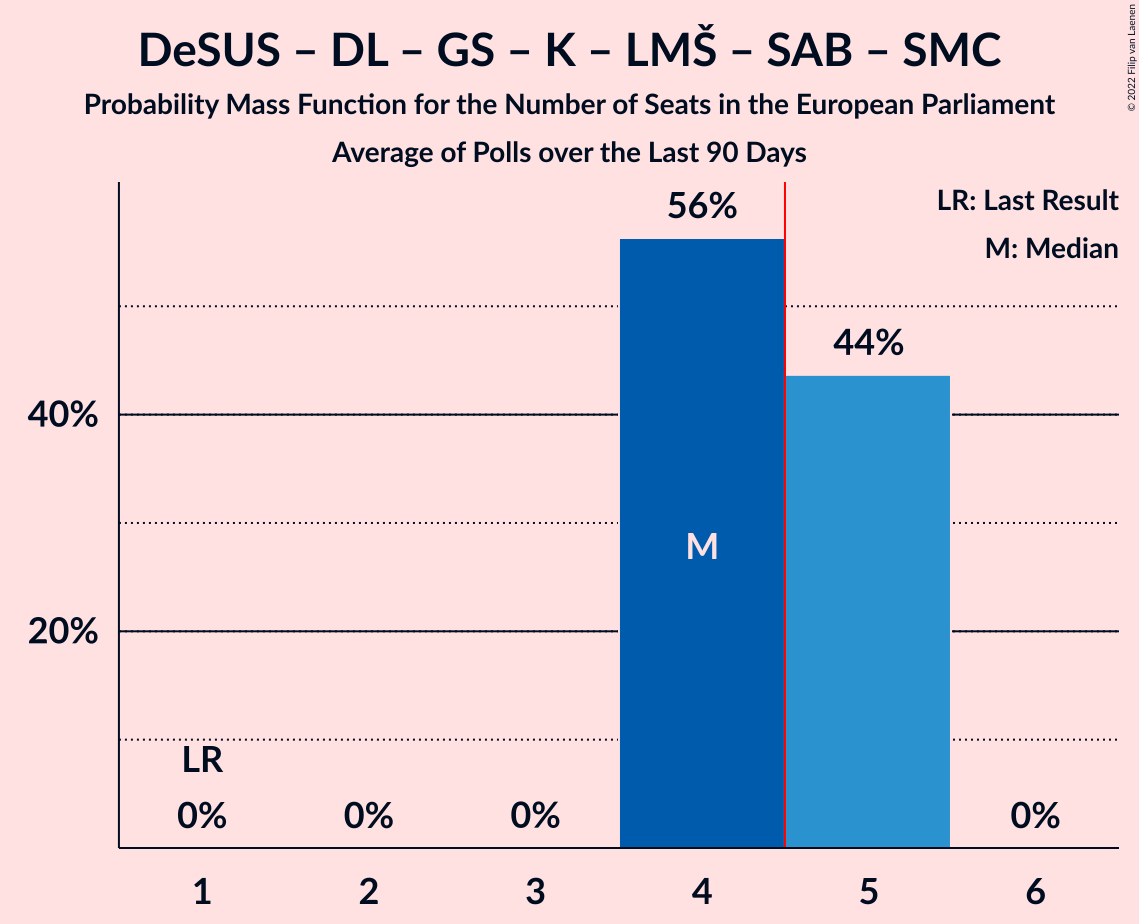 DeSUS – DL – GS – K – LMŠ – SAB – SMC
Probability Mass Function for the Number of Seats in the European Parliament
Average of Polls over the Last 90 Days
© 2022 Filip van Laenen
LR: Last Result
M: Median
56%
44%
40%
20%
M
LR
0%
0%
0%
0%
1
2
3
4
5
6